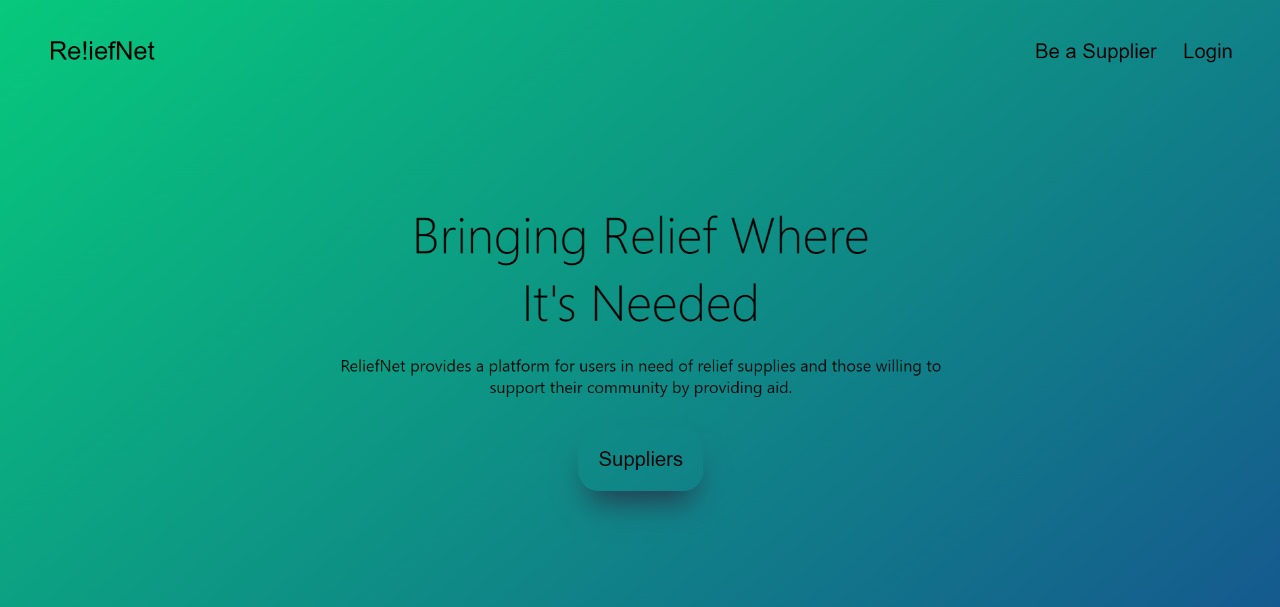 Re!iefNet
Be a Supplier
Login
Bringing Relief Where
It's Needed
ReliefNet provides a platform for users in need of relief supplies and those willing to
support their community by providing aid.
Suppliers